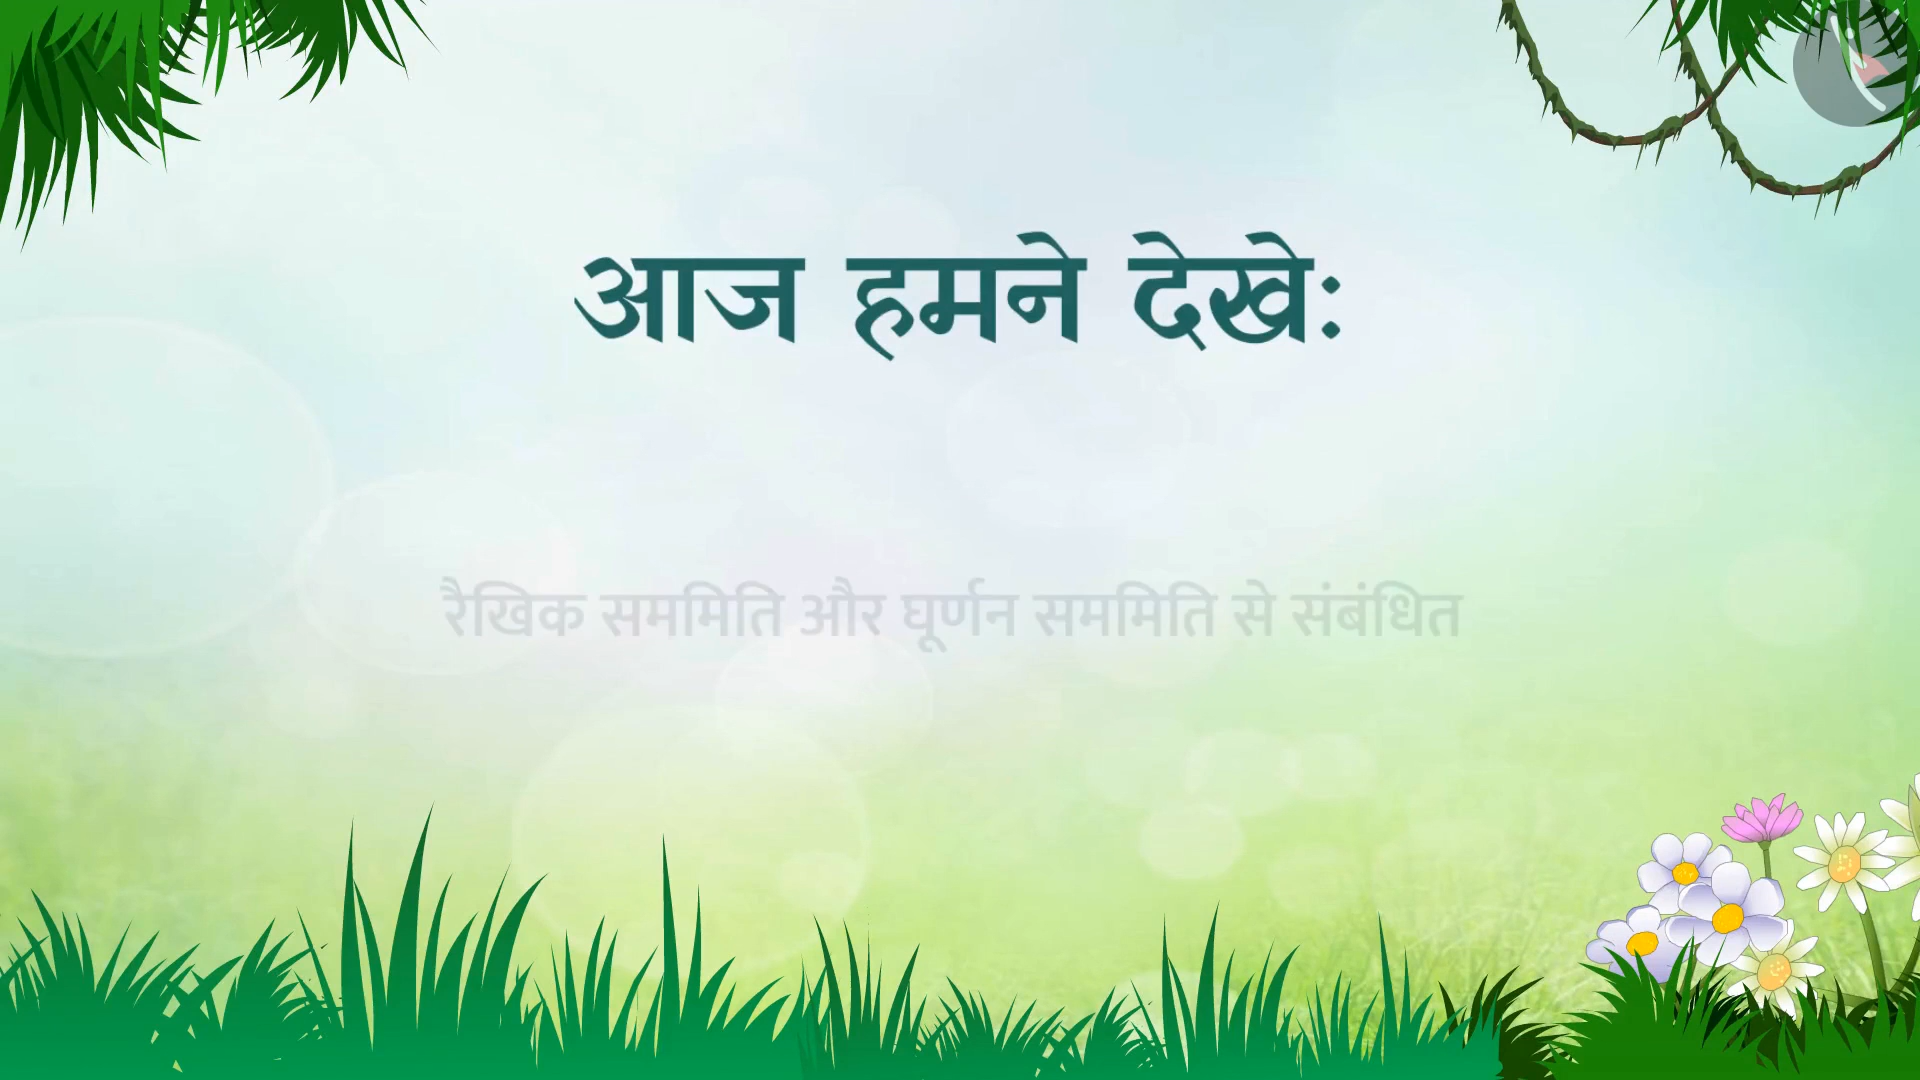 आज हमने देखे:
रैखिक सममिति और घूर्णन सममिति से संबंधित